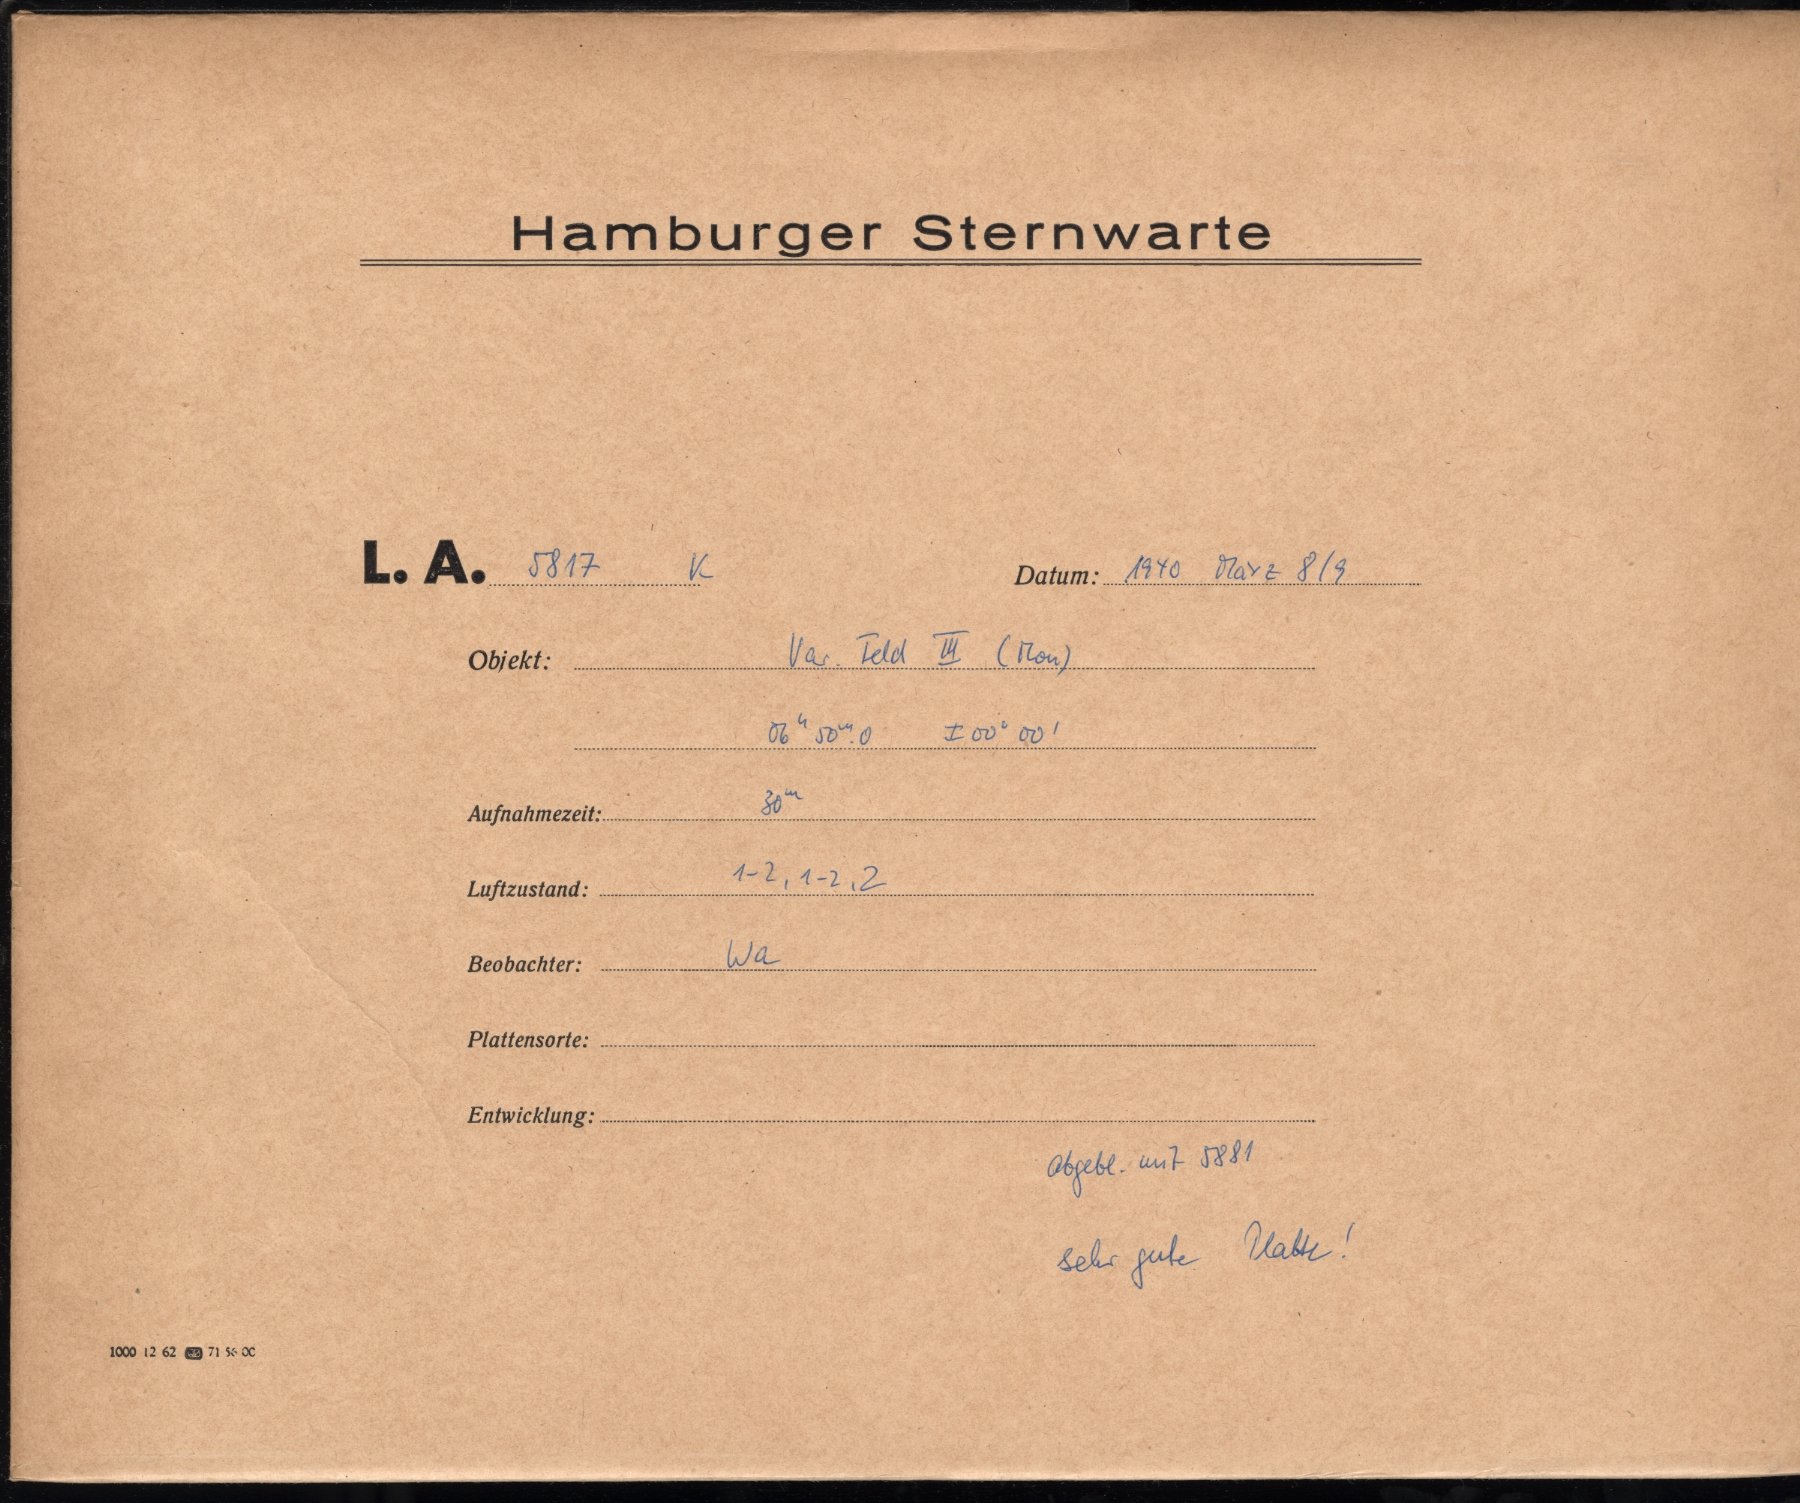 Hamburger Sternwarte
L. A. 5817 K Datum: 1940 März 8/9
Objekt: Var. Feld III (Mon)
06ʰ 50ᵐ.0 ± 00° 00'
Aufnahmezeit: 30ᵐ
Luftzustand: 1-2, 1-2, 2
Beobachter: Wa
Plattensorte:
Entwicklung:
abgebl. mit 5881
sehr gute Platte!
1000 12 62 71 56 00